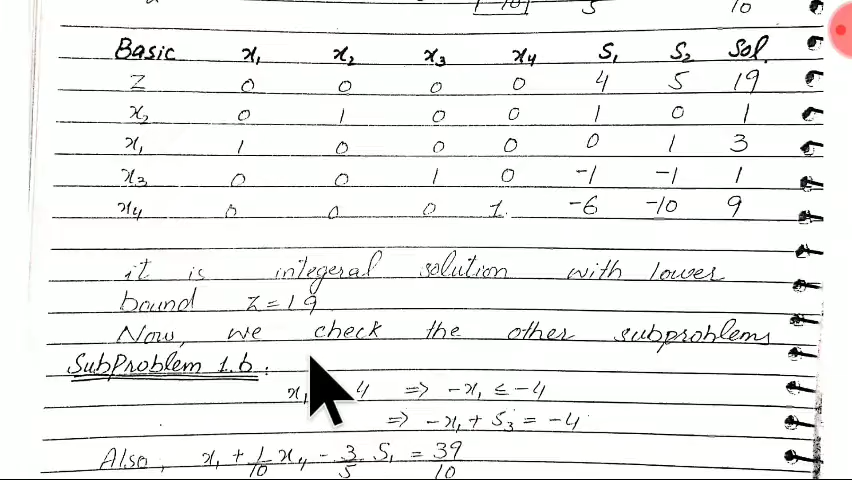 10 5 10
Basic x₁ x₂ x₃ x₄ S₁ S₂ Sol.
Z 0 0 0 0 4 5 19
x₂ 0 1 0 0 1 0 1
x₁ 1 0 0 0 0 1 3
x₃ 0 0 1 0 -1 -1 1
x₄ 0 0 0 1. -6 -10 9
it is integeral solution with lower
bound Z = 19
Now, we check the other subproblems
SubProblem 1.b :
x₁ 4 ⇒ -x₁ ≤ -4
⇒ -x₁ + S₃ = -4
Also, x₁ + 1/10 x₄ - 3/5 S₁ = 39/10